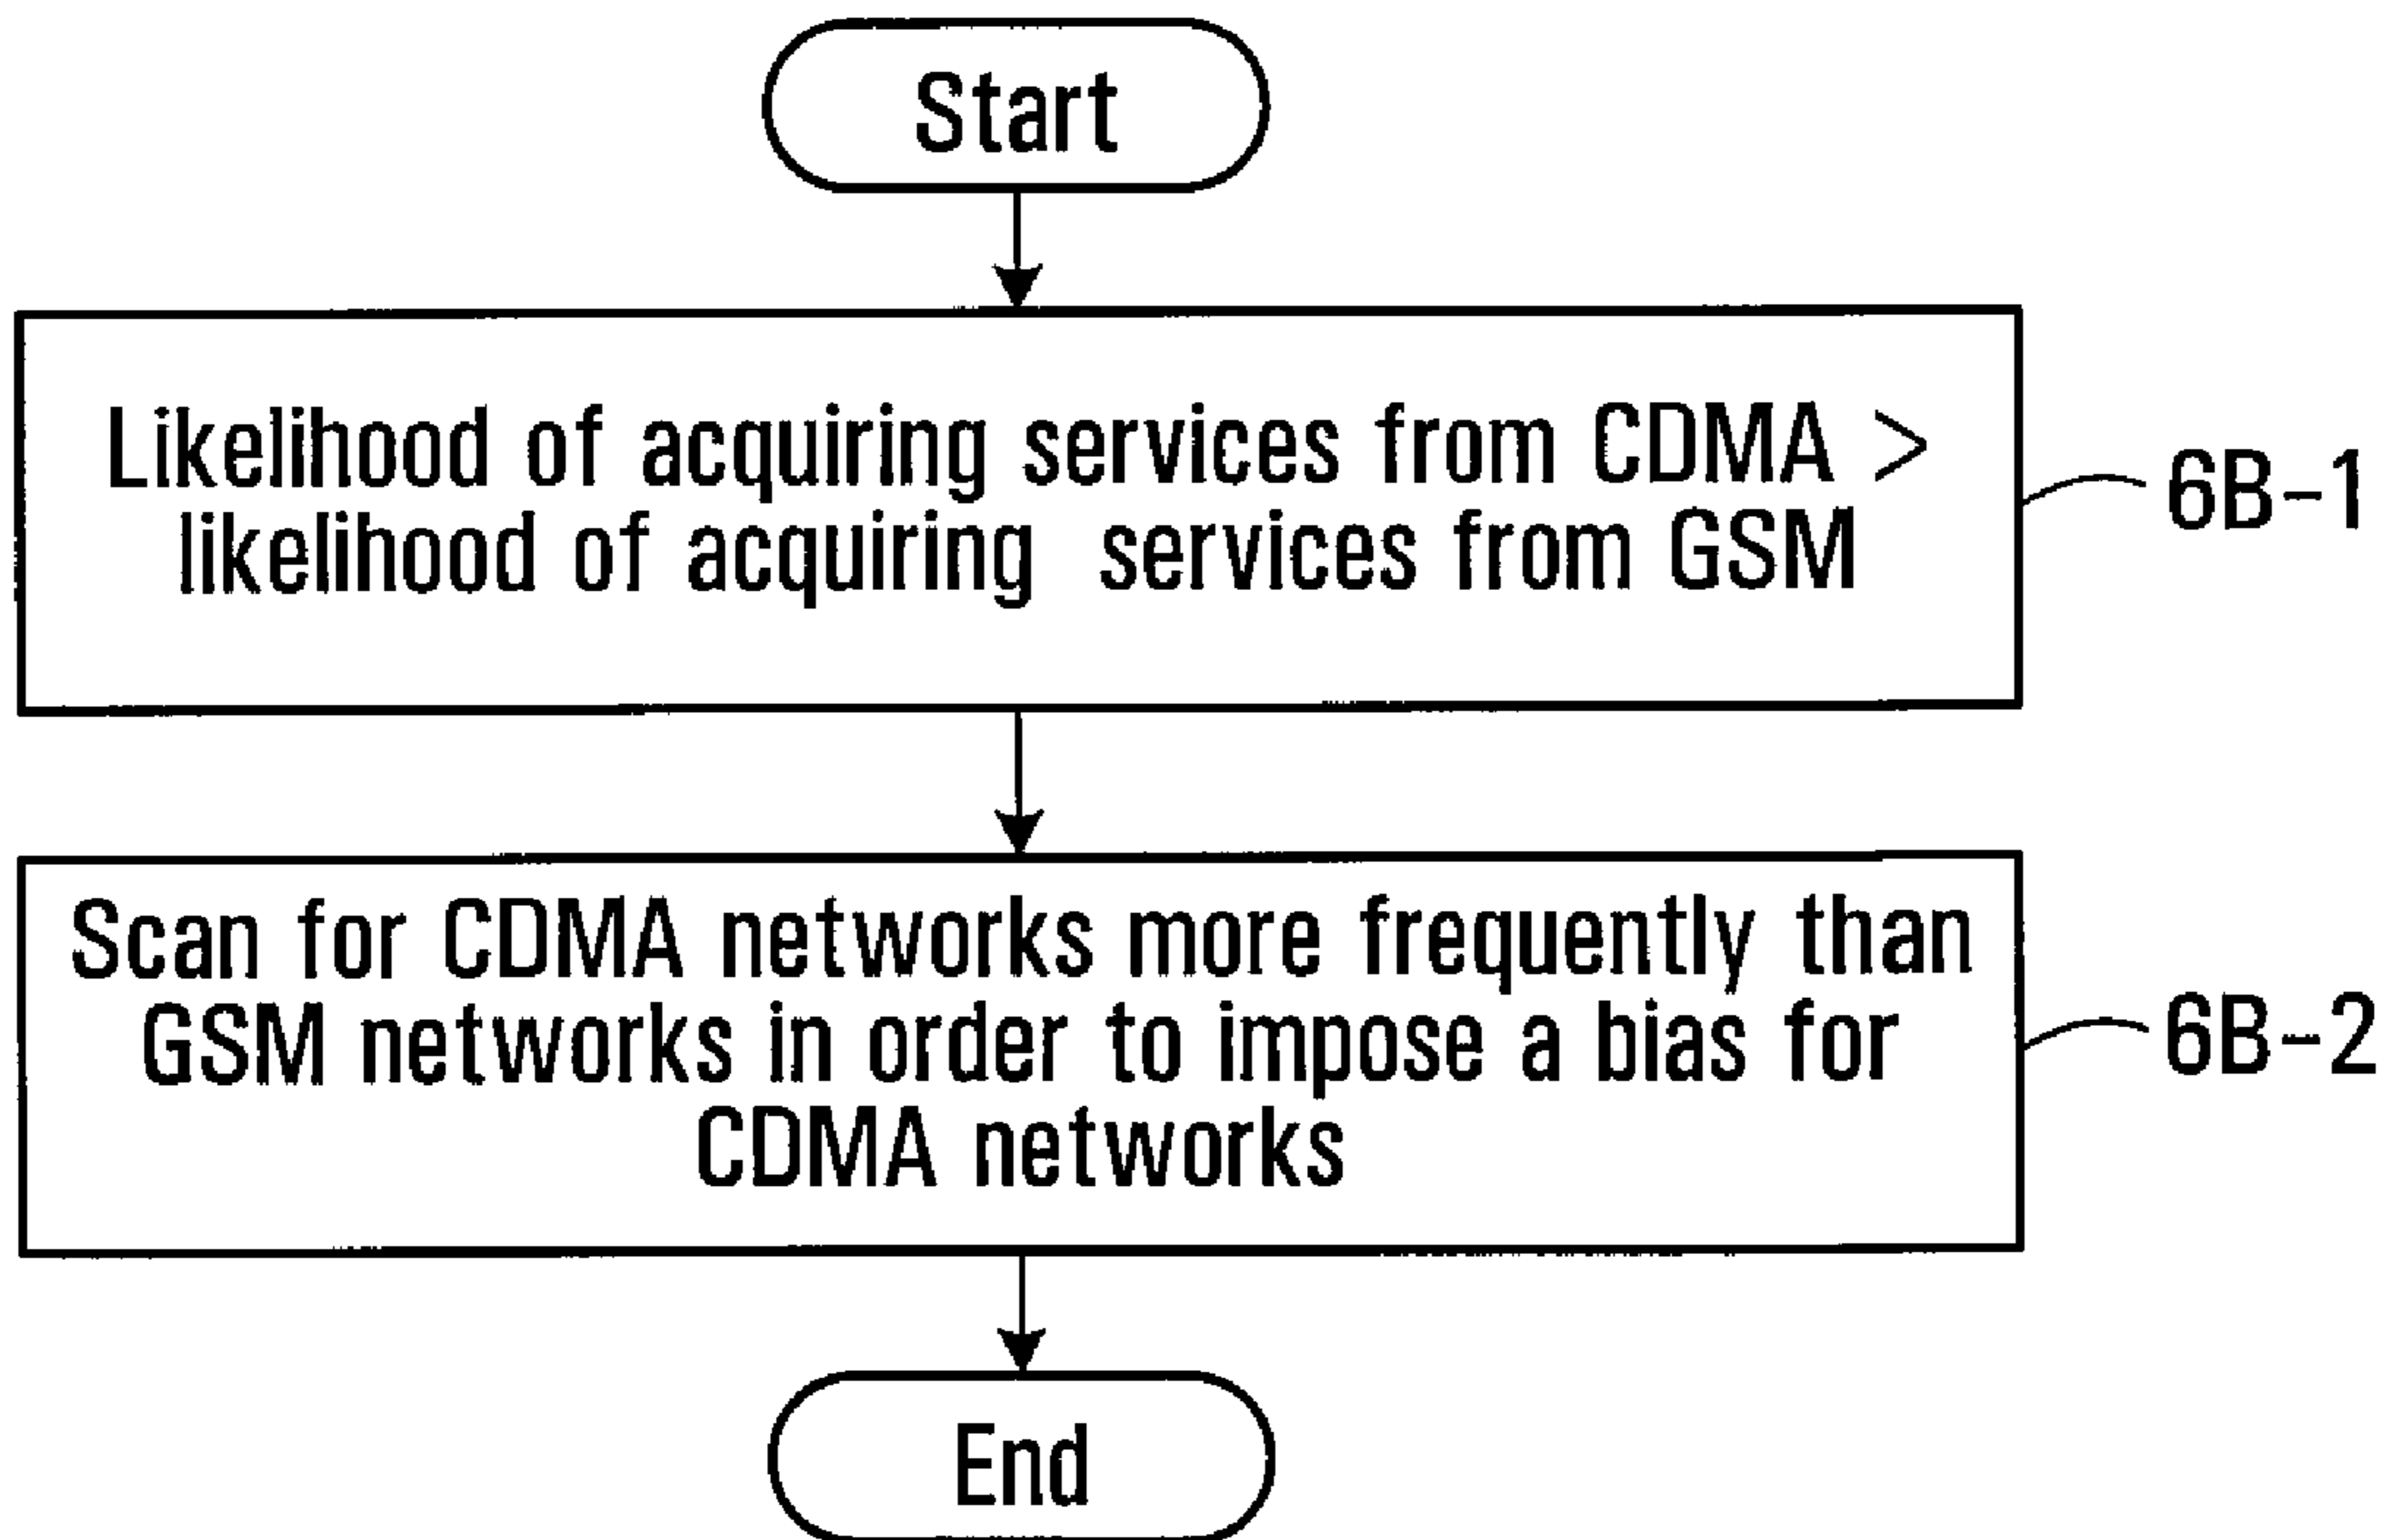 Start
Likelihood of acquiring services from CDMA >
likelihood of acquiring services from GSM
6B-1
Scan for CDMA networks more frequently than
GSM networks in order to impose a bias for
CDMA networks
6B-2
End